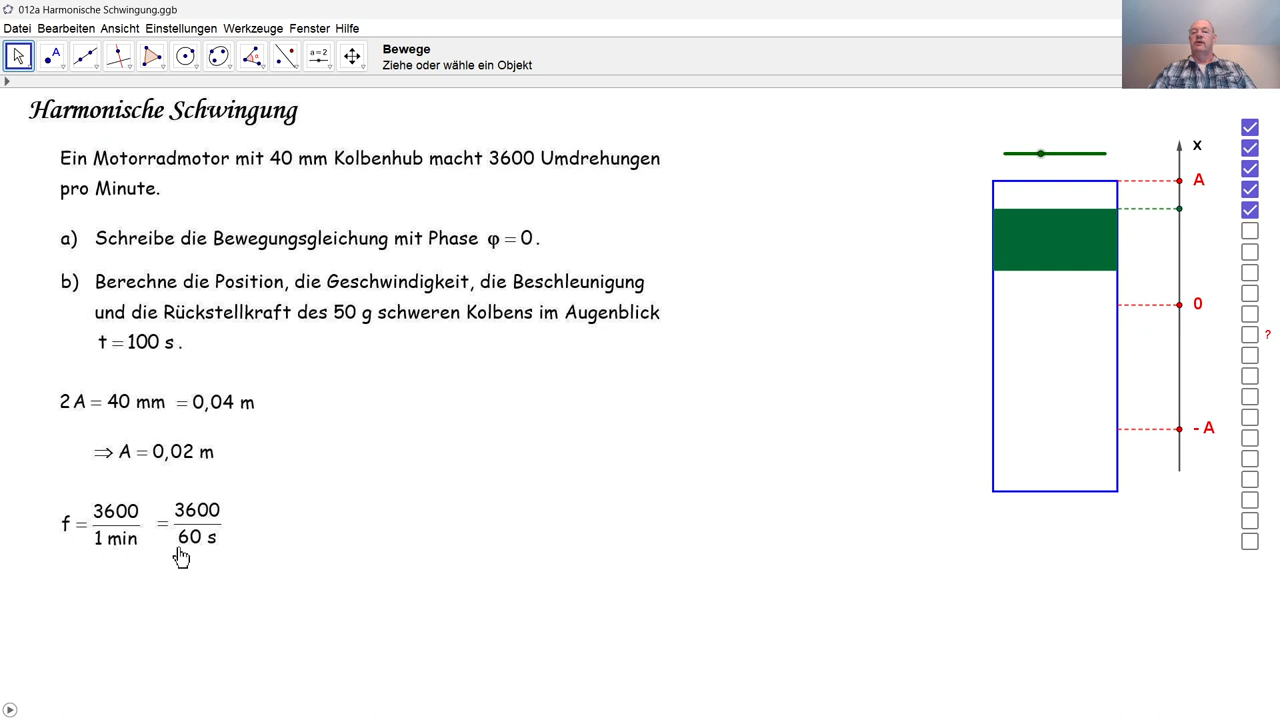 012a Harmonische Schwingung.ggb
Datei Bearbeiten Ansicht Einstellungen Werkzeuge Fenster Hilfe
A
a=2
Bewege
Ziehe oder wähle ein Objekt
Harmonische Schwingung
Ein Motorradmotor mit 40 mm Kolbenhub macht 3600 Umdrehungen
pro Minute.
a) Schreibe die Bewegungsgleichung mit Phase φ = 0 .
b) Berechne die Position, die Geschwindigkeit, die Beschleunigung
und die Rückstellkraft des 50 g schweren Kolbens im Augenblick
t = 100 s .
2 A = 40 mm = 0,04 m
⇒ A = 0,02 m
f = 3600 / 1 min = 3600 / 60 s
x
A
0
- A
?